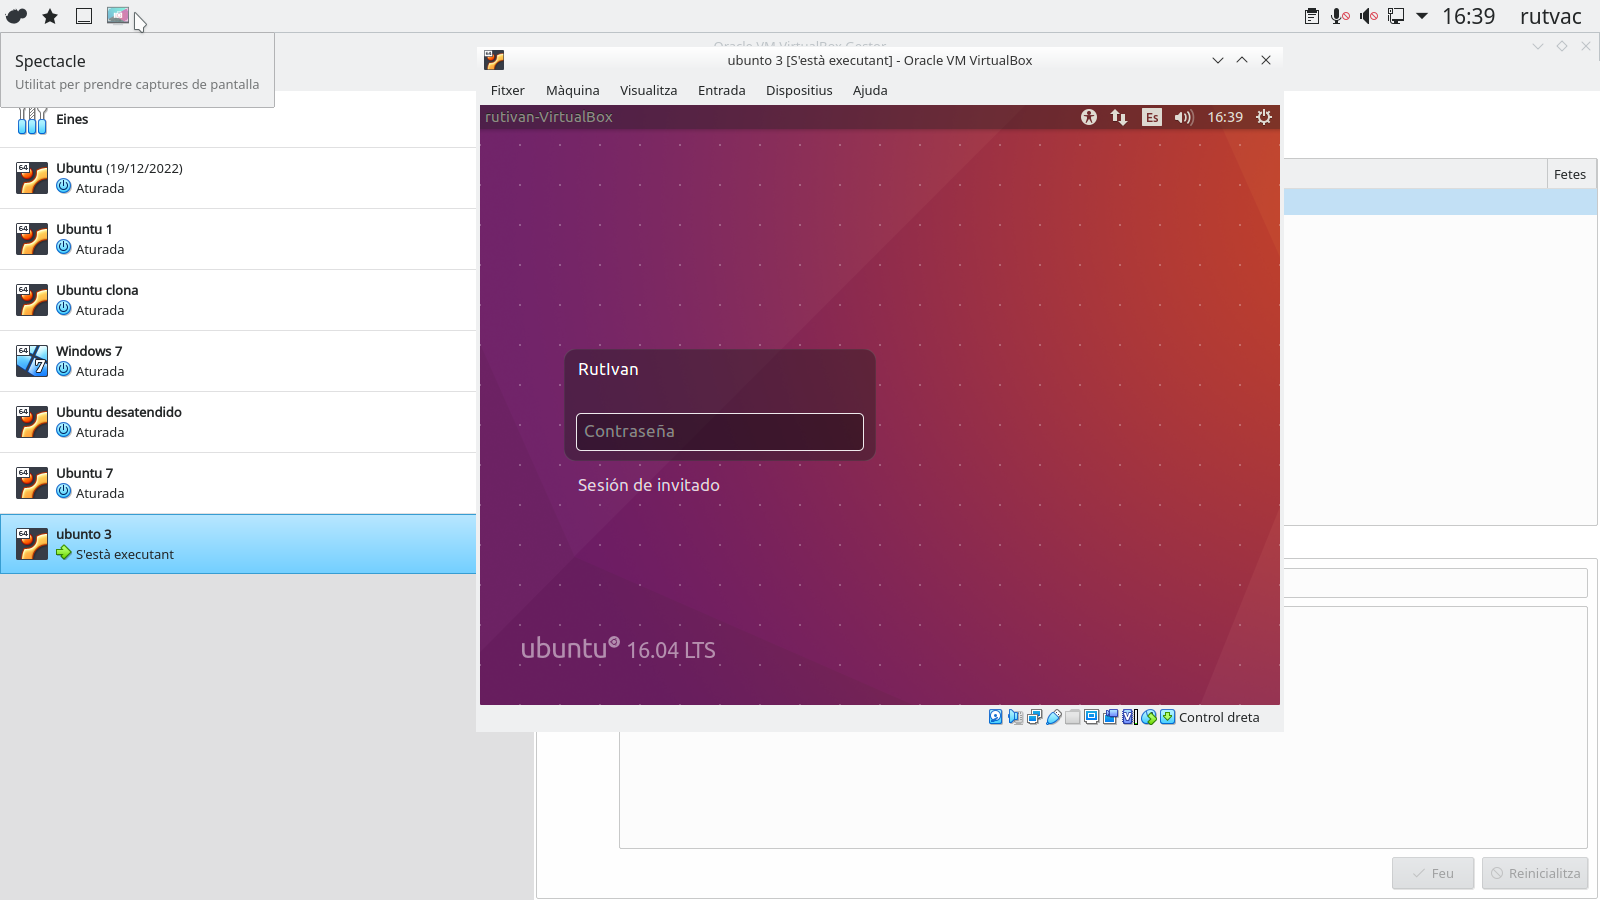 16:39
rutvac
Spectacle
Utilitat per prendre captures de pantalla
Oracle VM VirtualBox Gestor
Eines
Ubuntu (19/12/2022)
Aturada
Ubuntu 1
Aturada
Ubuntu clona
Aturada
Windows 7
Aturada
Ubuntu desatendido
Aturada
Ubuntu 7
Aturada
ubunto 3
S'està executant
ubunto 3 [S'està executant] - Oracle VM VirtualBox
Fitxer Màquina Visualitza Entrada Dispositius Ajuda
rutivan-VirtualBox
Es
16:39
RutIvan
Contraseña
Sesión de invitado
ubuntu 16.04 LTS
Control dreta
Fetes
Feu
Reinicialitza